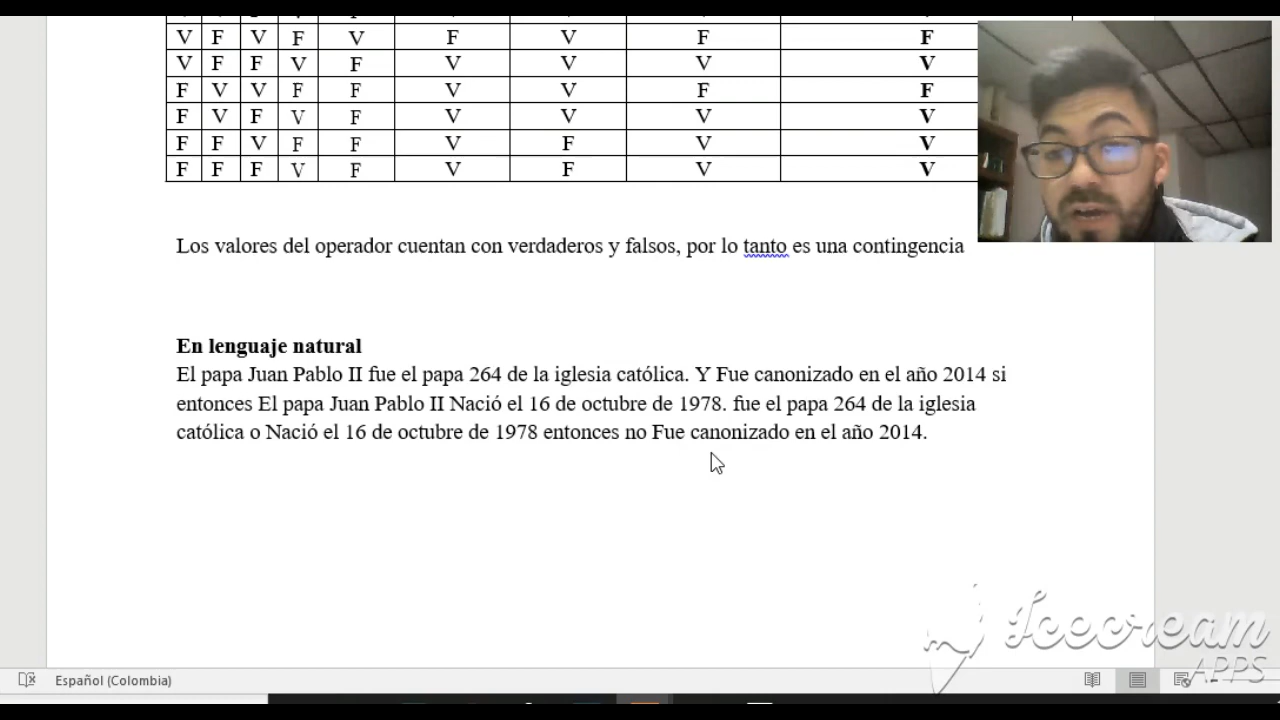 V F V F V F V F F
V F F V F V V V V
F V V F F V V F F
F V F V F V V V V
F F V F F V F V V
F F F V F V F V V
Los valores del operador cuentan con verdaderos y falsos, por lo tanto es una contingencia
En lenguaje natural
El papa Juan Pablo II fue el papa 264 de la iglesia católica. Y Fue canonizado en el año 2014 si
entonces El papa Juan Pablo II Nació el 16 de octubre de 1978. fue el papa 264 de la iglesia
católica o Nació el 16 de octubre de 1978 entonces no Fue canonizado en el año 2014.
Icecream
APPS
Español (Colombia)